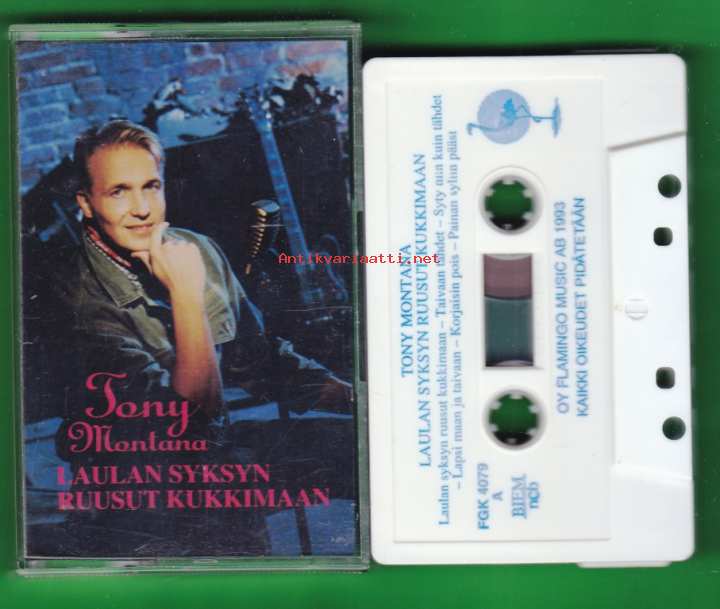 Tony
Montana
LAULAN SYKSYN
RUUSUT KUKKIMAAN
Antikvariaatti.net
TONY MONTANA
LAULAN SYKSYN RUUSUT KUKKIMAAN
Laulan syksyn ruusut kukkimaan – Taivaan tähdet – Syty niin kuin tähdet
– Lapsi maan ja taivaan – Korjaisin pois – Painan syliin pääsi
FGK 4079
A
BIEM
ncb
OY FLAMINGO MUSIC AB 1993
KAIKKI OIKEUDET PIDÄTETÄÄN